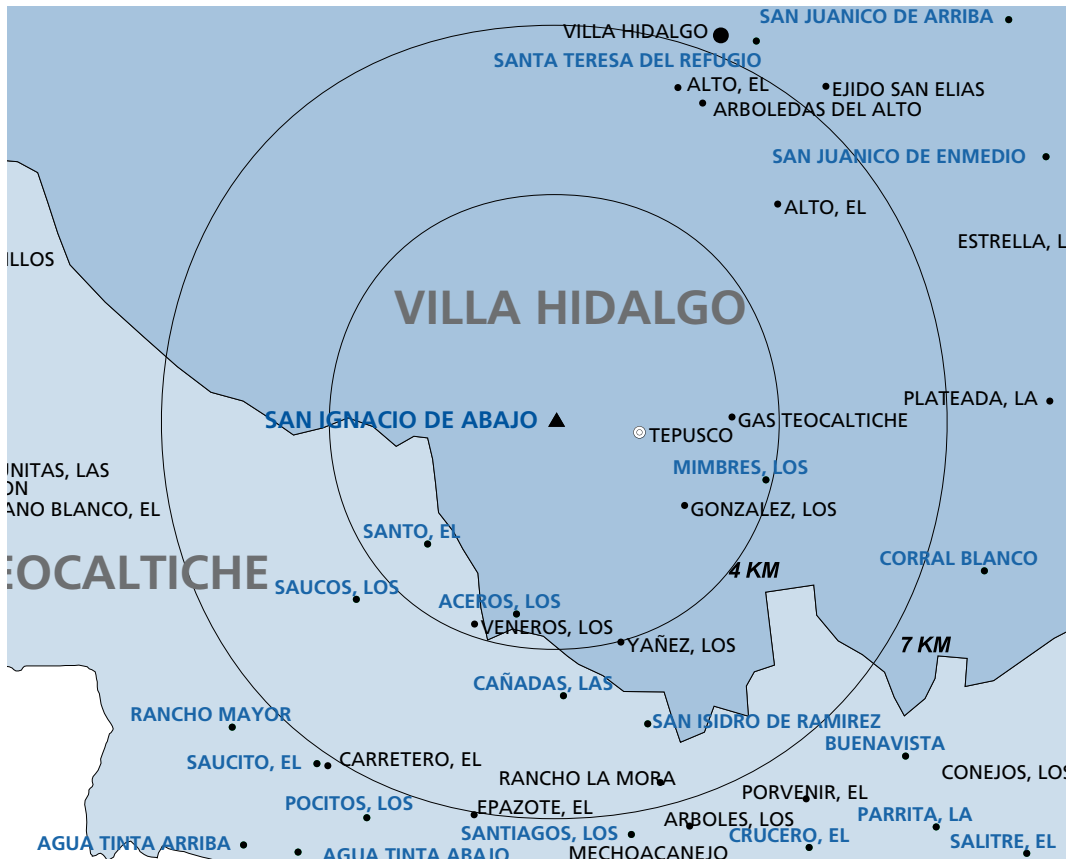 SAN JUANICO DE ARRIBA
VILLA HIDALGO
SANTA TERESA DEL REFUGIO
ALTO, EL
EJIDO SAN ELIAS
ARBOLEDAS DEL ALTO
SAN JUANICO DE ENMEDIO
ALTO, EL
ESTRELLA, L
ILLOS
VILLA HIDALGO
PLATEADA, LA
SAN IGNACIO DE ABAJO
GAS TEOCALTICHE
TEPUSCO
MIMBRES, LOS
UNITAS, LAS
ON
ANO BLANCO, EL
GONZALEZ, LOS
SANTO, EL
CORRAL BLANCO
EOCALTICHE
4 KM
SAUCOS, LOS
ACEROS, LOS
VENEROS, LOS
YAÑEZ, LOS
7 KM
CAÑADAS, LAS
RANCHO MAYOR
SAN ISIDRO DE RAMIREZ
BUENAVISTA
SAUCITO, EL
CARRETERO, EL
CONEJOS, LOS
RANCHO LA MORA
PORVENIR, EL
POCITOS, LOS
EPAZOTE, EL
ARBOLES, LOS
PARRITA, LA
SANTIAGOS, LOS
CRUCERO, EL
AGUA TINTA ARRIBA
SALITRE, EL
AGUA TINTA ABAJO
MECHOACANEJO